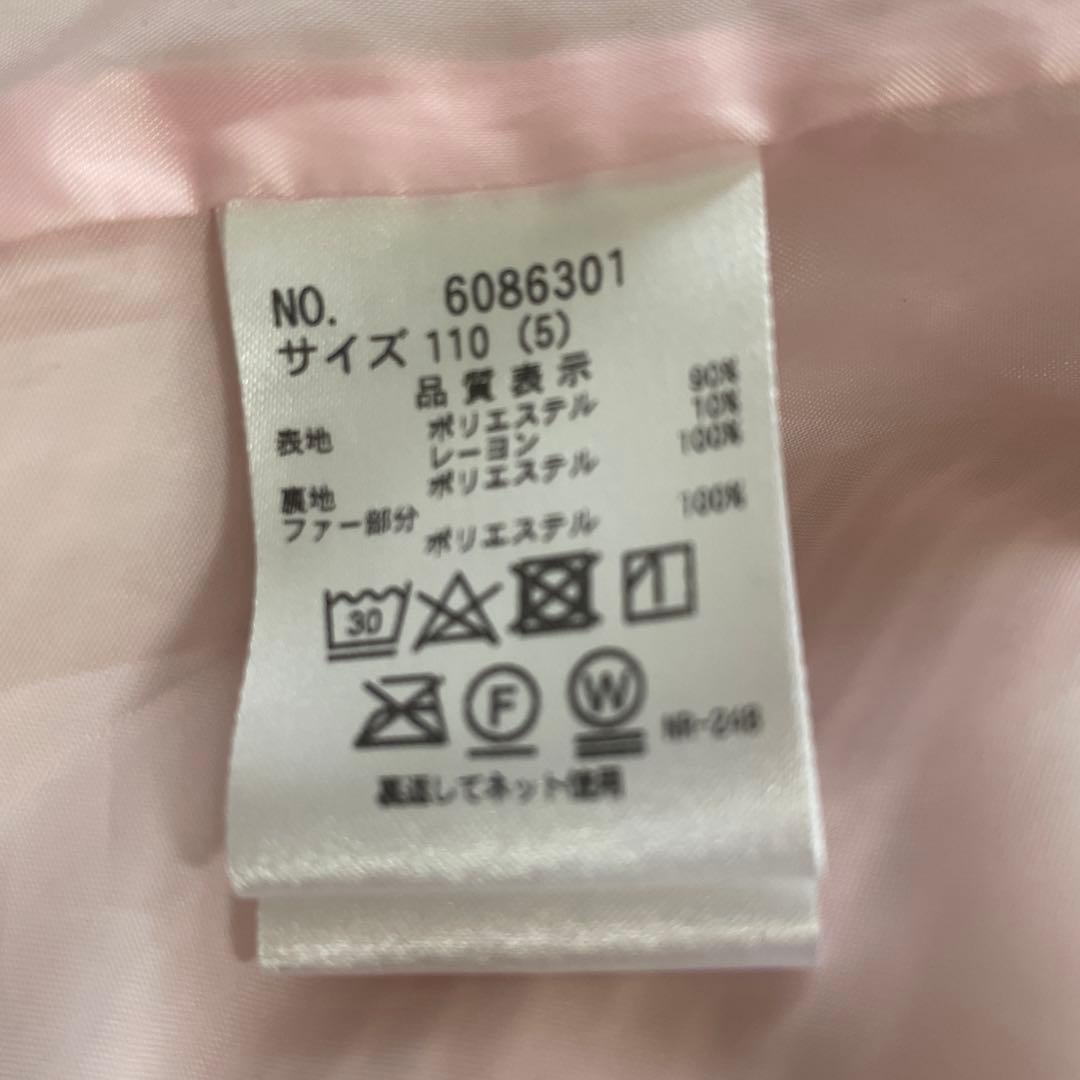 NO. 6086301
サイズ 110 (5)
品質表示
表地 ポリエステル 90%
レーヨン 10%
裏地 ポリエステル 100%
ファー部分
ポリエステル 100%
30
F W NR-24B
裏返してネット使用